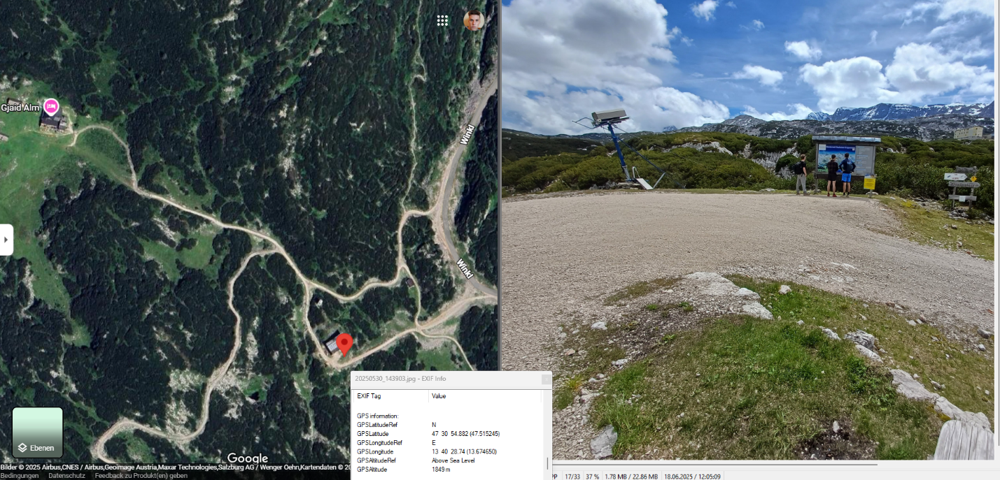 Gjaid Alm
Winkl
Winkl
Ebenen
Google
Bilder © 2025 Airbus,CNES / Airbus,Geoimage Austria,Maxar Technologies,Salzburg AG / Wenger Oehn,Kartendaten © 20
Bedingungen Datenschutz Feedback zu Produkt(en) geben
20250530_143903.jpg - EXIF Info
EXIF Tag Value
GPS information:
GPSLatitudeRef N
GPSLatitude 47 30 54.882 (47.515245)
GPSLongitudeRef E
GPSLongitude 13 40 28.74 (13.674650)
GPSAltitudeRef Above Sea Level
GPSAltitude 1849 m
17/33 37 % 1.78 MB / 22.86 MB 18.06.2025 / 12:05:09